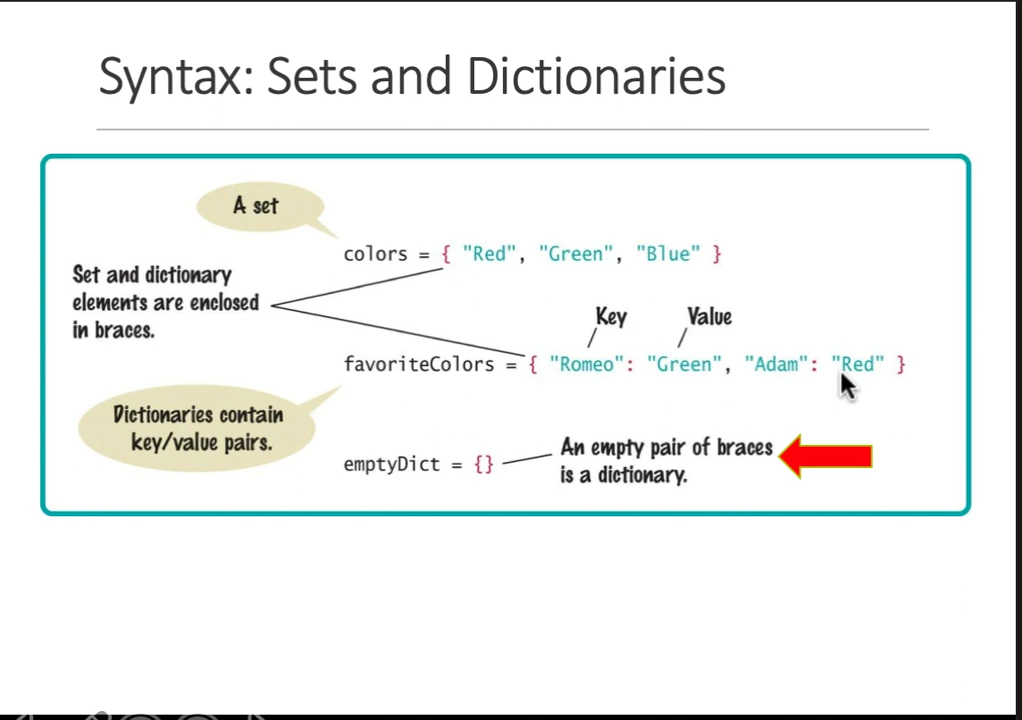 Syntax: Sets and Dictionaries
A set
colors = { "Red", "Green", "Blue" }
Set and dictionary
elements are enclosed
in braces.
Key Value
favoriteColors = { "Romeo": "Green", "Adam": "Red" }
Dictionaries contain
key/value pairs.
emptyDict = {}
An empty pair of braces
is a dictionary.